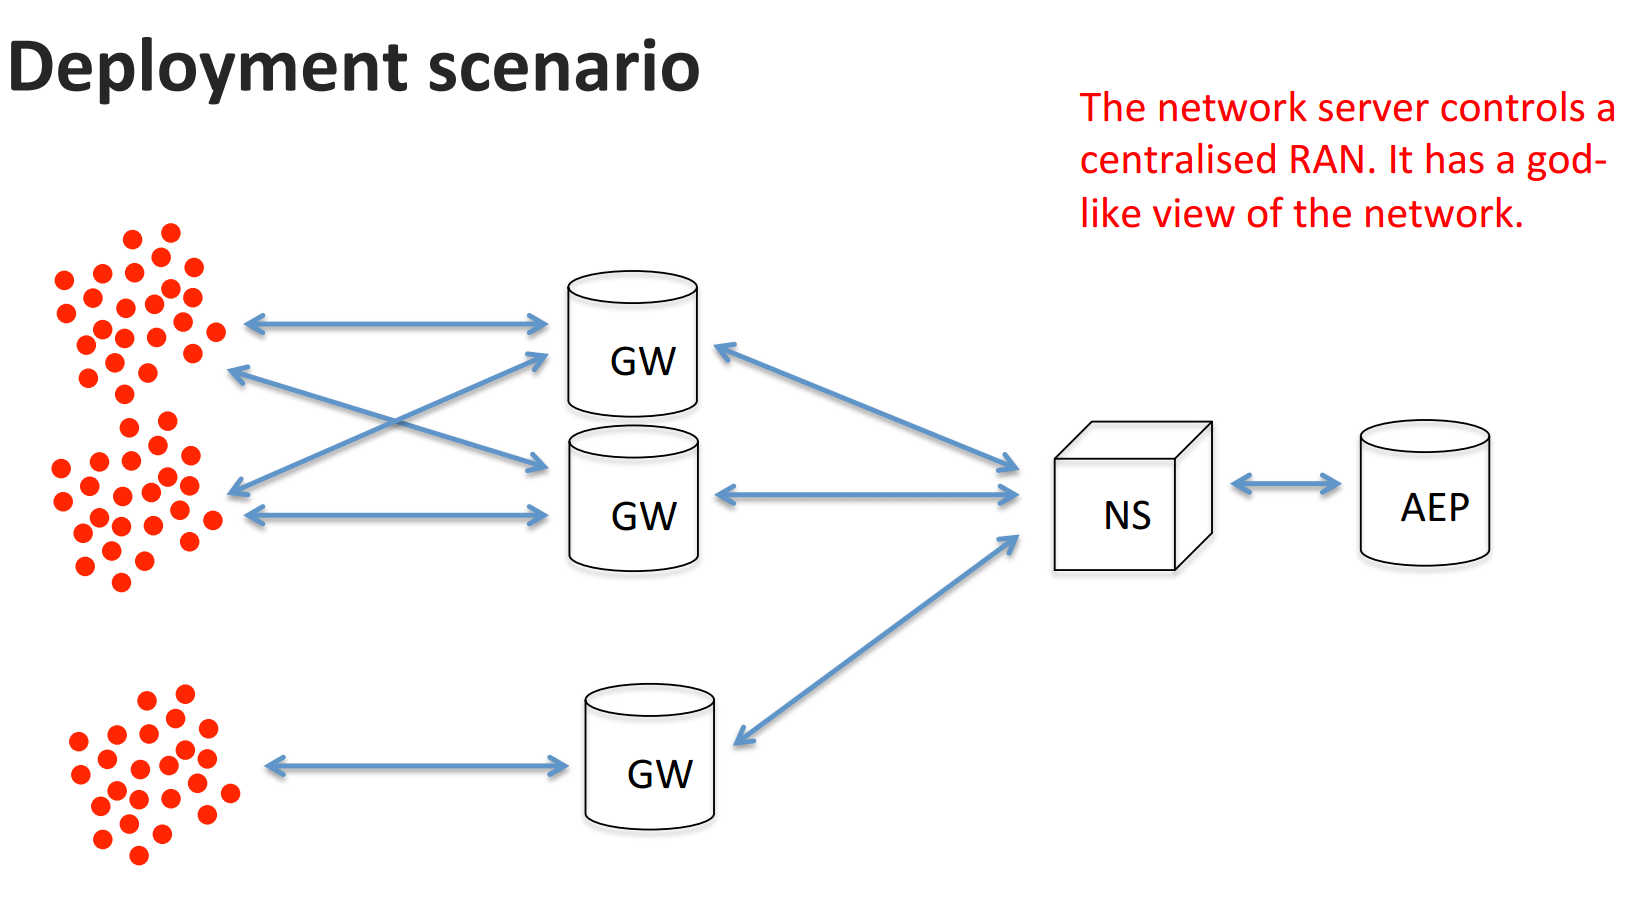 Deployment scenario
The network server controls a
centralised RAN. It has a god-
like view of the network.
GW
GW
NS
AEP
GW